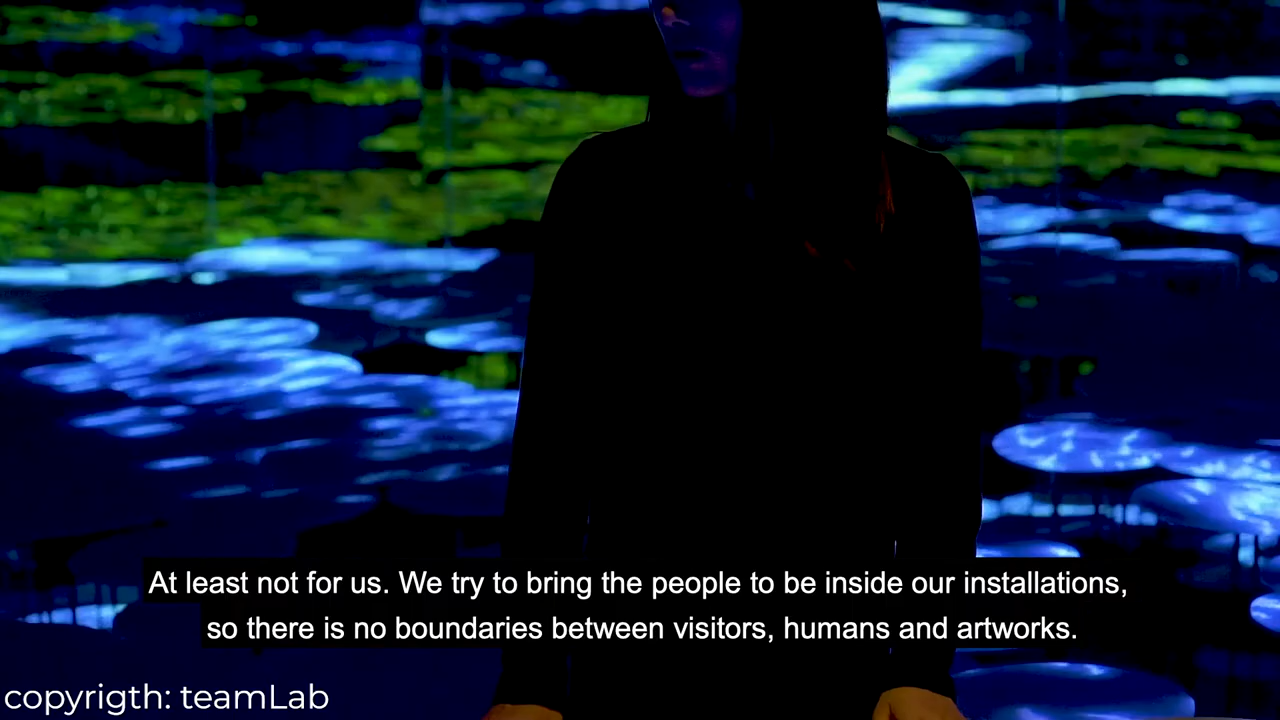 At least not for us. We try to bring the people to be inside our installations,
so there is no boundaries between visitors, humans and artworks.
copyrigth: teamLab